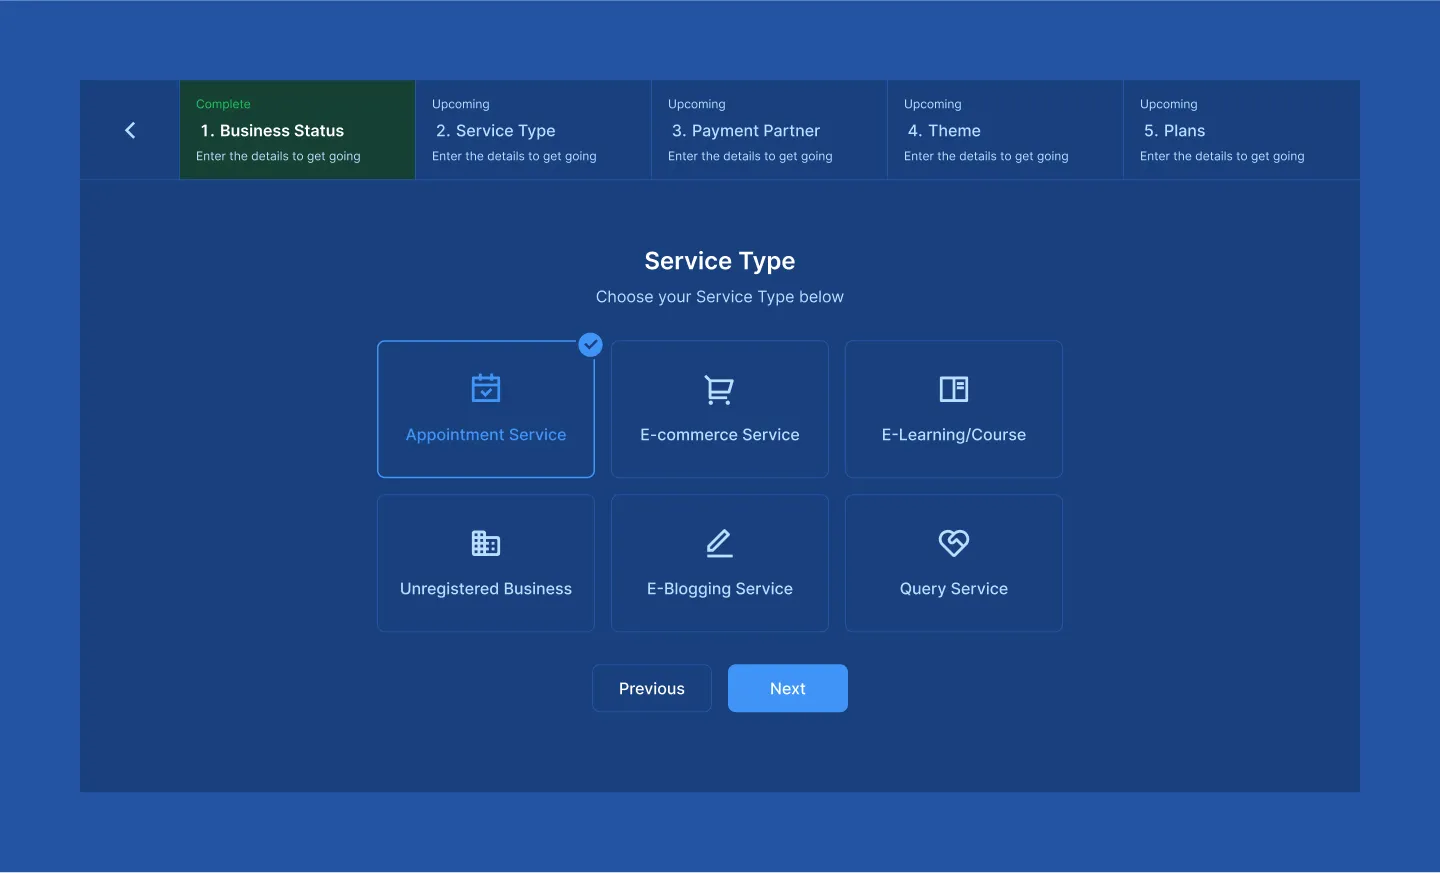 Complete
1. Business Status
Enter the details to get going
Upcoming
2. Service Type
Enter the details to get going
Upcoming
3. Payment Partner
Enter the details to get going
Upcoming
4. Theme
Enter the details to get going
Upcoming
5. Plans
Enter the details to get going
Service Type
Choose your Service Type below
Appointment Service
E-commerce Service
E-Learning/Course
Unregistered Business
E-Blogging Service
Query Service
Previous
Next